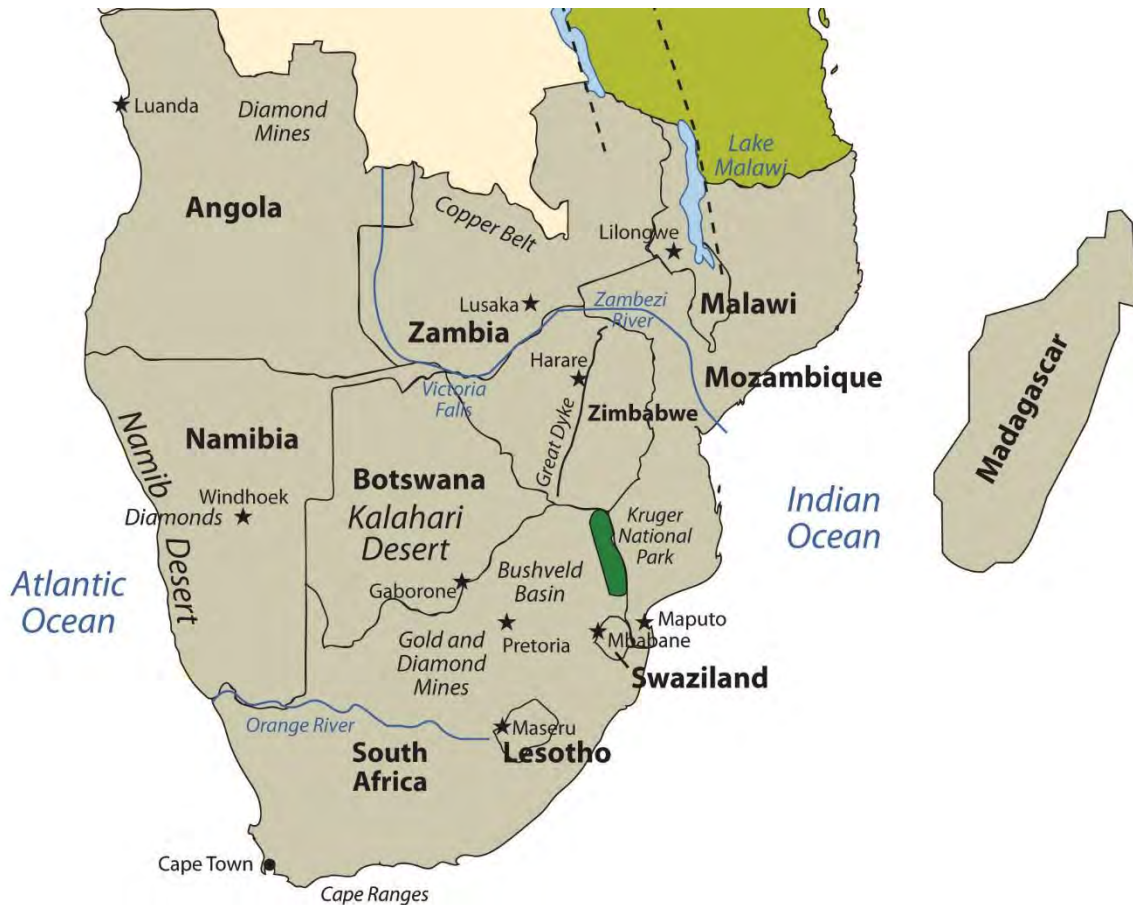 Luanda
Diamond
Mines
Angola
Copper Belt
Lake
Malawi
Lilongwe
Lusaka
Zambia
Zambezi
River
Malawi
Harare
Victoria
Falls
Great Dyke
Zimbabwe
Mozambique
Madagascar
Namib
Desert
Namibia
Windhoek
Diamonds
Botswana
Kalahari
Desert
Gaborone
Kruger
National
Park
Indian
Ocean
Atlantic
Ocean
Bushveld
Basin
Pretoria
Gold and
Diamond
Mines
Maputo
Mbabane
Swaziland
Orange River
Maseru
Lesotho
South
Africa
Cape Town
Cape Ranges